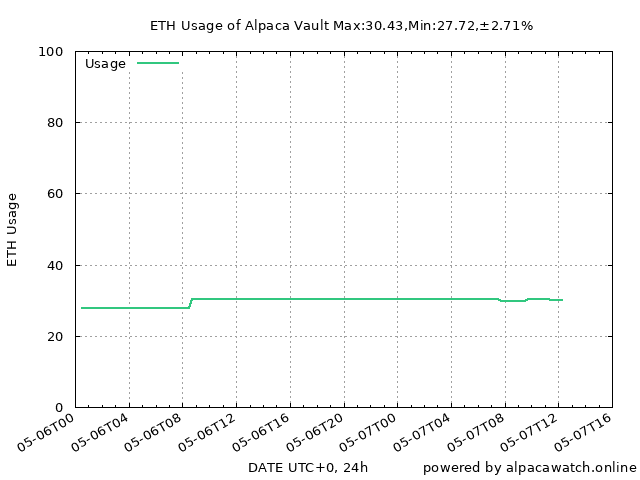 ETH Usage of Alpaca Vault Max:30.43,Min:27.72,±2.71%
100
Usage
80
60
ETH Usage
40
20
0
05-06T00 05-06T04 05-06T08 05-06T12 05-06T16 05-06T20 05-07T00 05-07T04 05-07T08 05-07T12 05-07T16
DATE UTC+0, 24h powered by alpacawatch.online